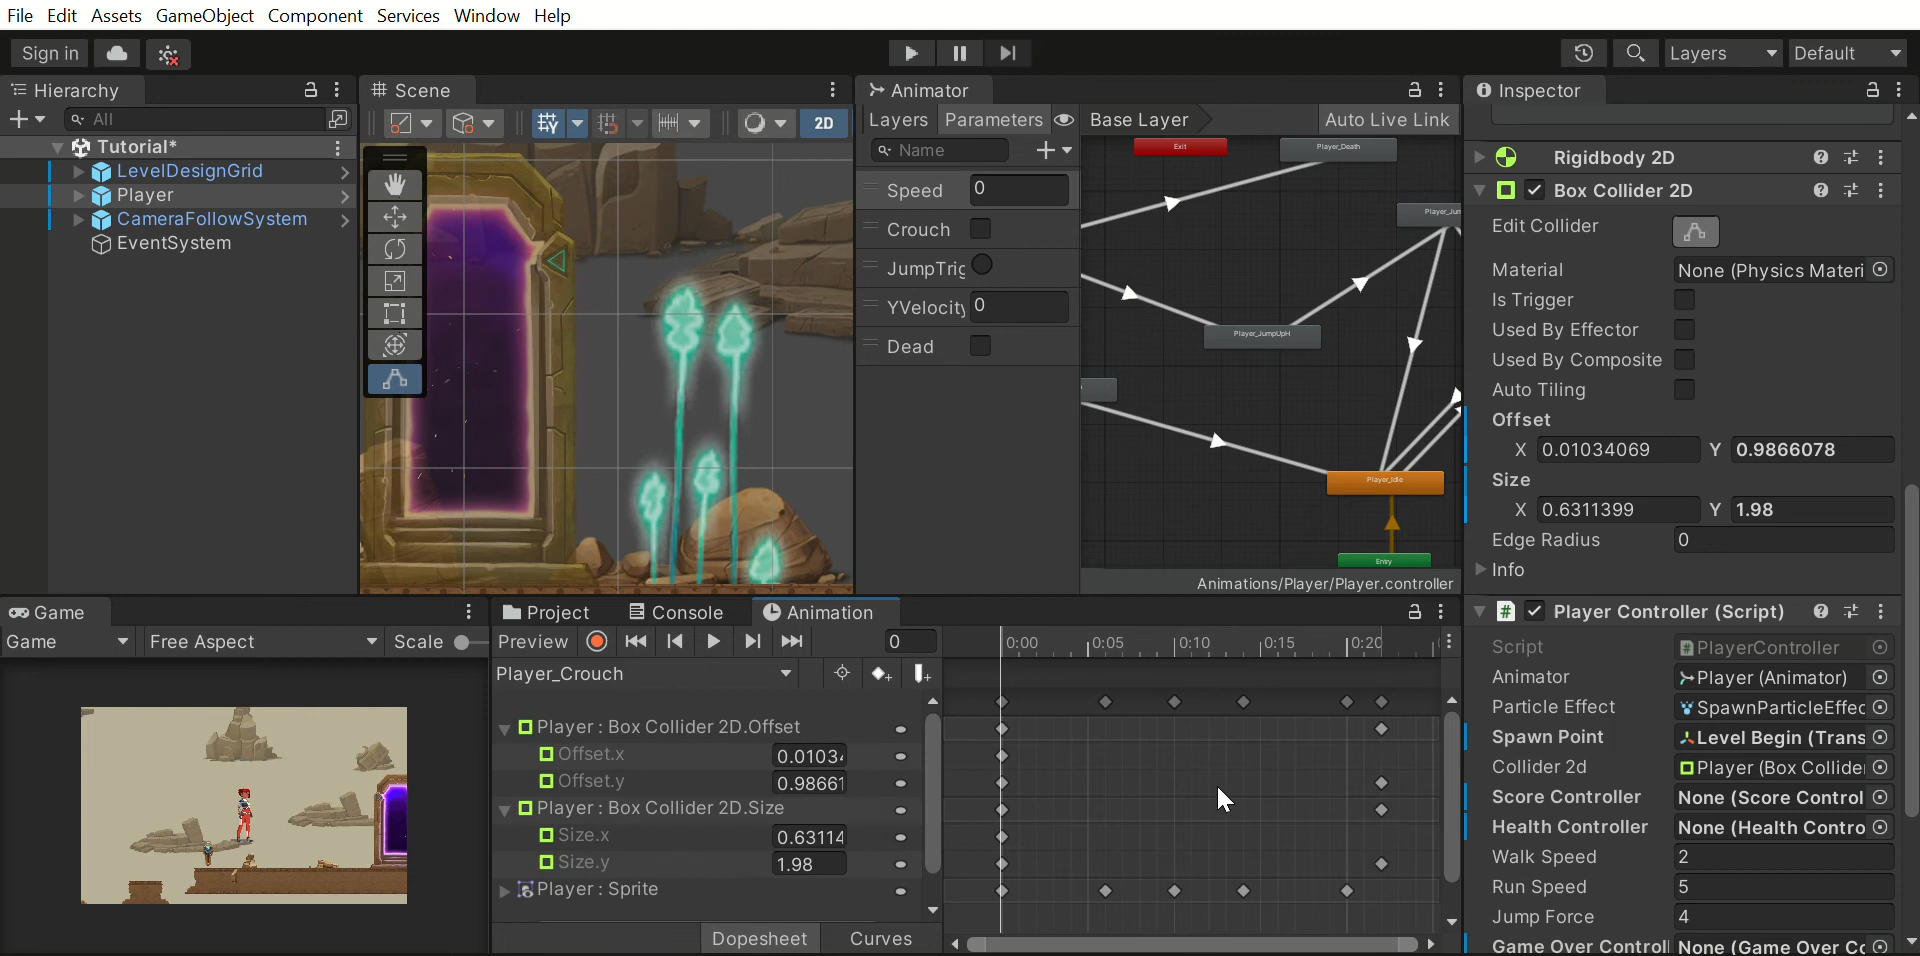 File Edit Assets GameObject Component Services Window Help
Sign in
Layers
Default
Hierarchy
All
Tutorial*
LevelDesignGrid
Player
CameraFollowSystem
EventSystem
Scene
2D
Animator
Layers Parameters
Name
Speed 0
Crouch
JumpTrig
YVelocity 0
Dead
Base Layer
Auto Live Link
Exit
Player_Death
Player_Jum
Player_JumpUpH
Player_Idle
Entry
Animations/Player/Player.controller
Inspector
Rigidbody 2D
Box Collider 2D
Edit Collider
Material None (Physics Materi
Is Trigger
Used By Effector
Used By Composite
Auto Tiling
Offset
X 0.01034069 Y 0.9866078
Size
X 0.6311399 Y 1.98
Edge Radius 0
Info
Player Controller (Script)
Script PlayerController
Animator Player (Animator)
Particle Effect SpawnParticleEffec
Spawn Point Level Begin (Trans
Collider 2d Player (Box Collide
Score Controller None (Score Control
Health Controller None (Health Contro
Walk Speed 2
Run Speed 5
Jump Force 4
Game Over Controll None (Game Over Co
Game
Game Free Aspect Scale
Project Console Animation
Preview 0
0:00 0:05 0:10 0:15 0:20
Player_Crouch
Player : Box Collider 2D.Offset
Offset.x 0.0103
Offset.y 0.98661
Player : Box Collider 2D.Size
Size.x 0.63114
Size.y 1.98
Player : Sprite
Dopesheet Curves